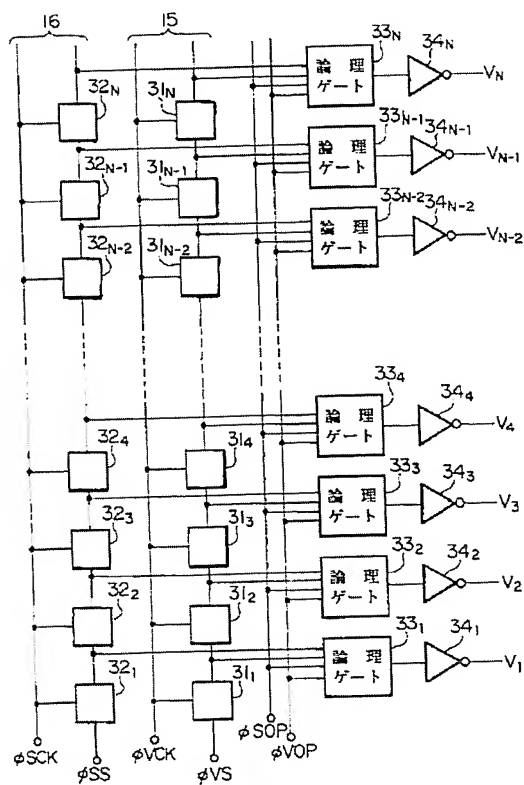 16 15
33N 34N
論理
ゲート
VN
32N 31N
33N-1 34N-1
論理
ゲート
VN-1
32N-1 31N-1
33N-2 34N-2
論理
ゲート
VN-2
32N-2 31N-2
33₄ 34₄
論理
ゲート
V₄
32₄ 31₄
33₃ 34₃
論理
ゲート
V₃
32₃ 31₃
33₂ 34₂
論理
ゲート
V₂
32₂ 31₂
33₁ 34₁
論理
ゲート
V₁
32₁ 31₁
φSCK φSS φVCK φVS φSOP φVOP